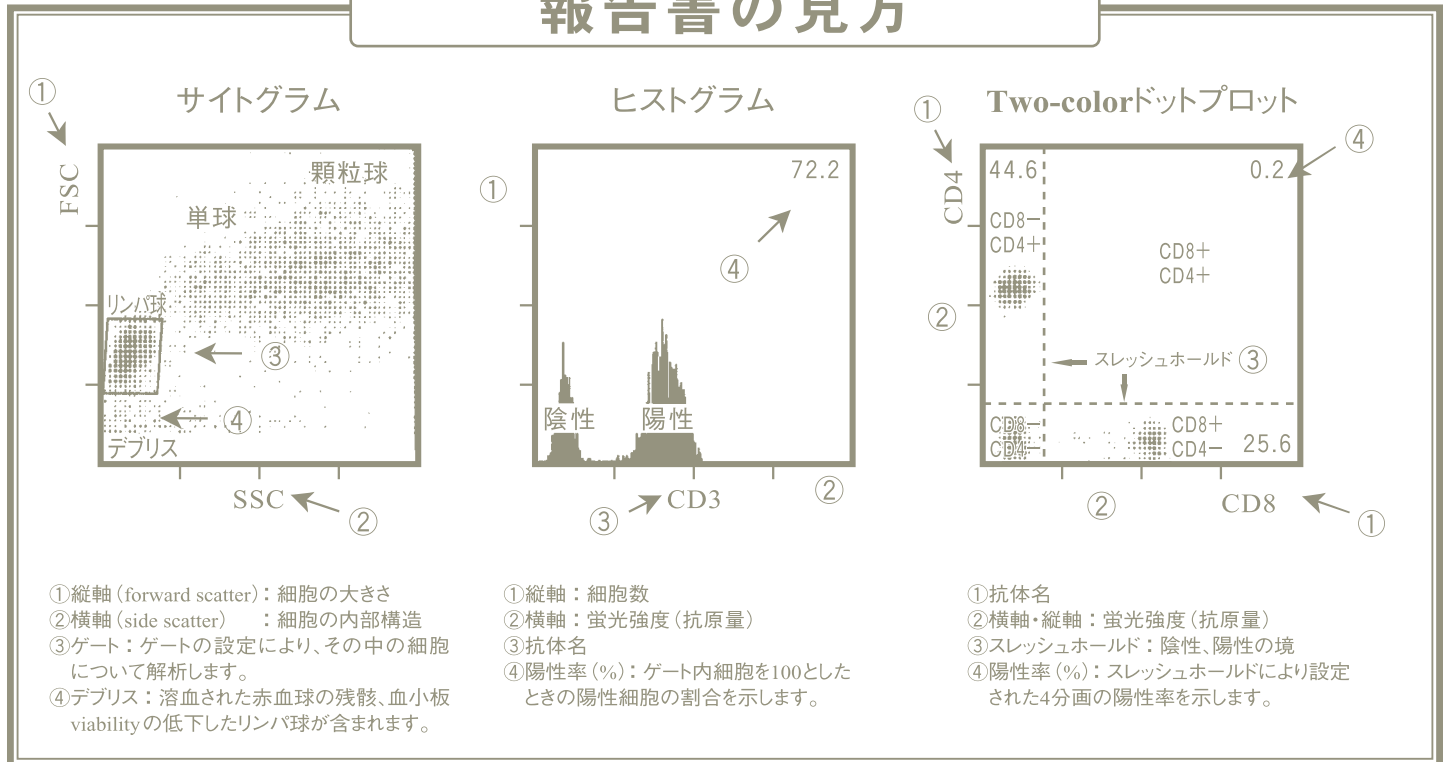 報告書の見方
サイトグラム
①
FSC
顆粒球
単球
リンパ球
③
④
デブリス
SSC
②
ヒストグラム
①
72.2
④
陰性
陽性
②
③
CD3
Two-colorドットプロット
①
④
CD4
44.6
0.2
CD8−
CD4+
CD8+
CD4+
②
スレッシュホールド ③
CD8−
CD4−
CD8+
CD4−
25.6
②
CD8
①
①縦軸(forward scatter):細胞の大きさ
②横軸(side scatter) :細胞の内部構造
③ゲート:ゲートの設定により、その中の細胞
について解析します。
④デブリス:溶血された赤血球の残骸、血小板
viabilityの低下したリンパ球が含まれます。
①縦軸:細胞数
②横軸:蛍光強度(抗原量)
③抗体名
④陽性率(%):ゲート内細胞を100とした
ときの陽性細胞の割合を示します。
①抗体名
②横軸・縦軸:蛍光強度(抗原量)
③スレッシュホールド:陰性、陽性の境
④陽性率(%):スレッシュホールドにより設定
された4分画の陽性率を示します。